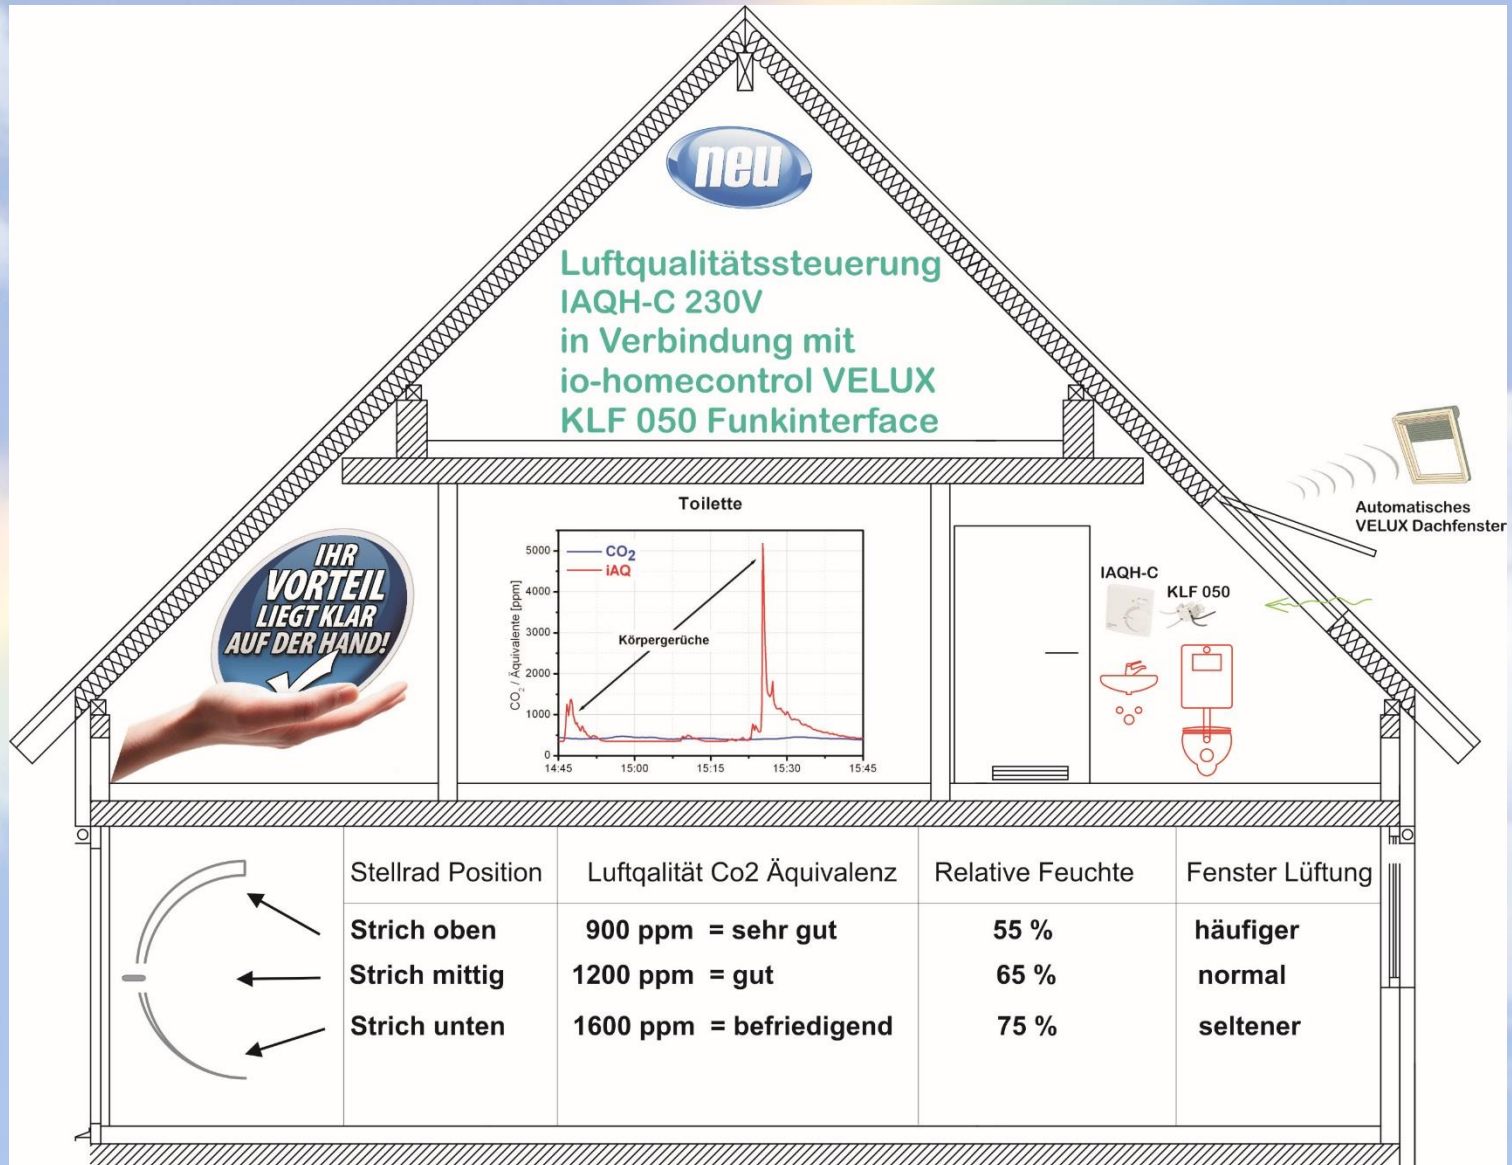 neu
Luftqualitätssteuerung
IAQH-C 230V
in Verbindung mit
io-homecontrol VELUX
KLF 050 Funkinterface
Automatisches
VELUX Dachfenster
IHR
VORTEIL
LIEGT KLAR
AUF DER HAND!
Toilette
CO2
iAQ
Körpergerüche
CO2 / Äquivalente [ppm]
5000
4000
3000
2000
1000
0
14:45 15:00 15:15 15:30 15:45
IAQH-C
KLF 050
Stellrad Position Luftqalität Co2 Äquivalenz Relative Feuchte Fenster Lüftung
Strich oben 900 ppm = sehr gut 55 % häufiger
Strich mittig 1200 ppm = gut 65 % normal
Strich unten 1600 ppm = befriedigend 75 % seltener